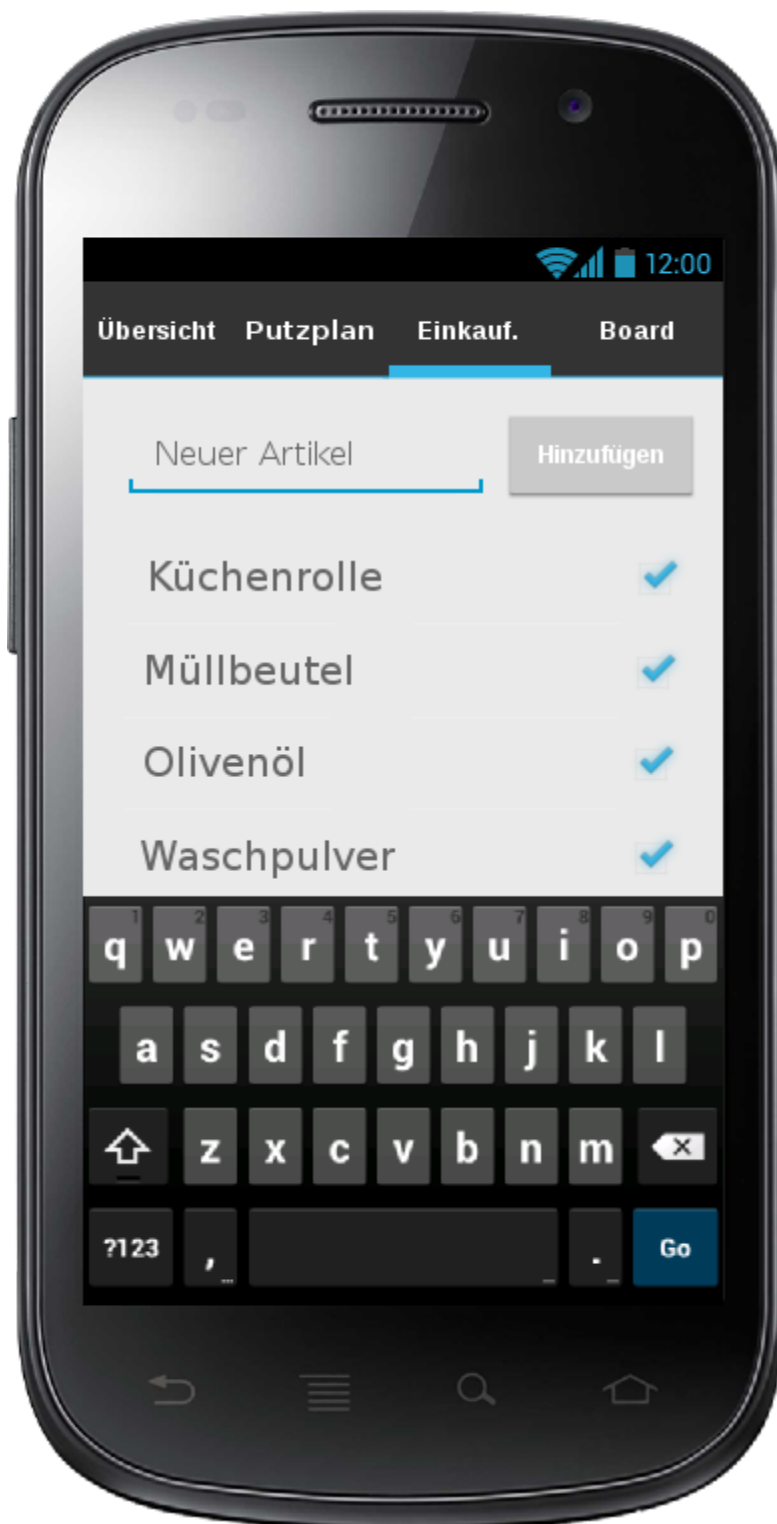 12:00
Übersicht Putzplan Einkauf. Board
Neuer Artikel Hinzufügen
Küchenrolle
Müllbeutel
Olivenöl
Waschpulver
1 2 3 4 5 6 7 8 9 0
q w e r t y u i o p
a s d f g h j k l
z x c v b n m
?123 , . Go